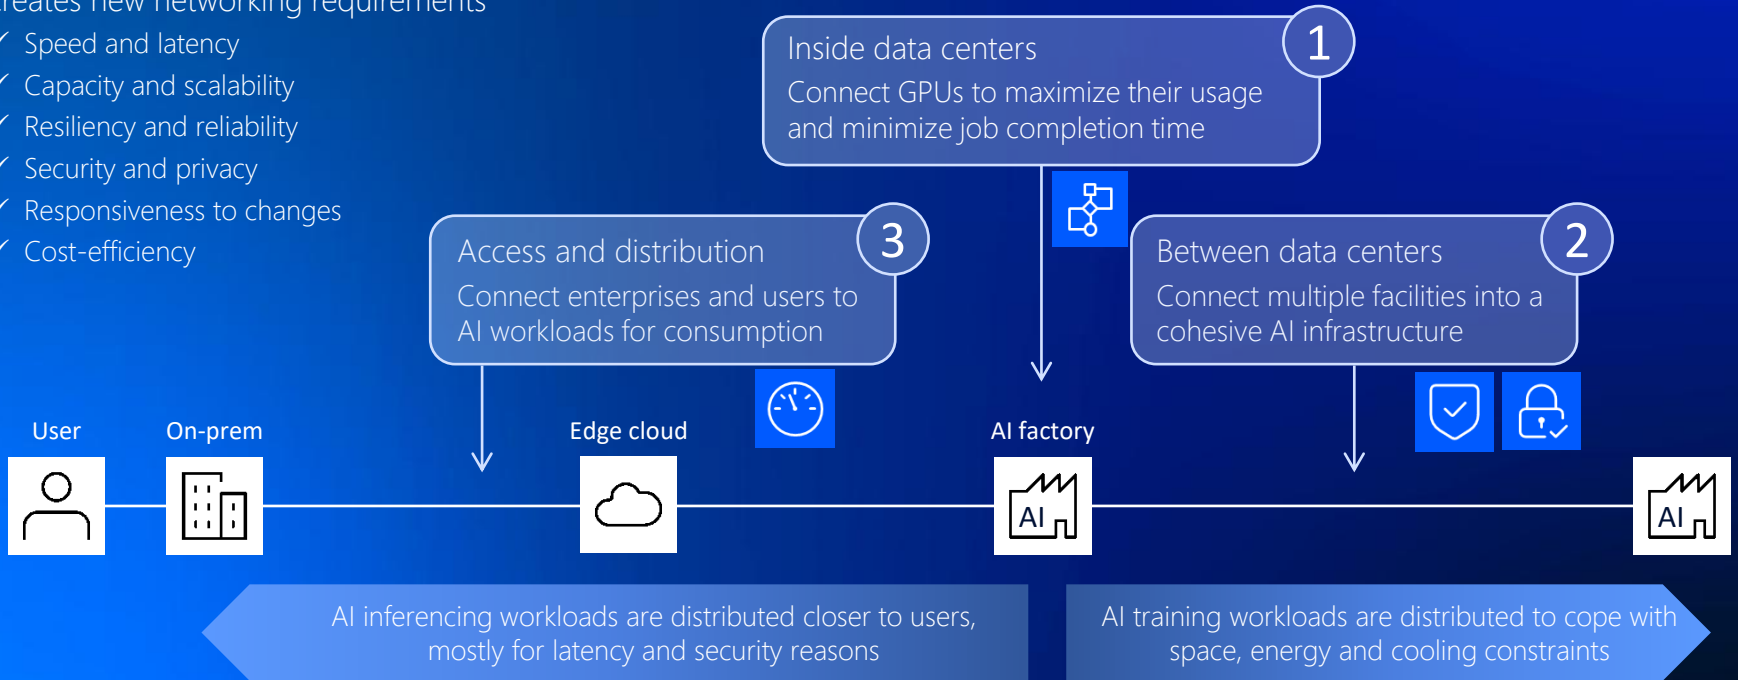 creates new networking requirements
✓ Speed and latency
✓ Capacity and scalability
✓ Resiliency and reliability
✓ Security and privacy
✓ Responsiveness to changes
✓ Cost-efficiency
1
Inside data centers
Connect GPUs to maximize their usage
and minimize job completion time
3
Access and distribution
Connect enterprises and users to
AI workloads for consumption
2
Between data centers
Connect multiple facilities into a
cohesive AI infrastructure
User
On-prem
Edge cloud
AI factory
AI
AI
AI inferencing workloads are distributed closer to users,
mostly for latency and security reasons
AI training workloads are distributed to cope with
space, energy and cooling constraints